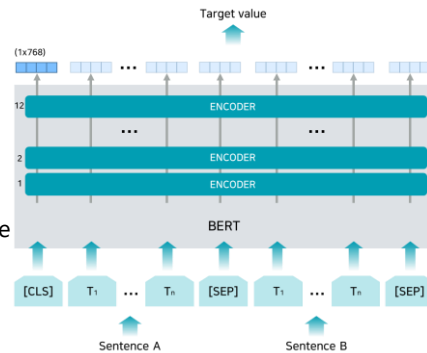 Target value
(1x768)
... ...
12 ENCODER
... ...
2 ENCODER
1 ENCODER
e
BERT
[CLS] T1 ... Tn [SEP] T1 ... Tn [SEP]
Sentence A Sentence B